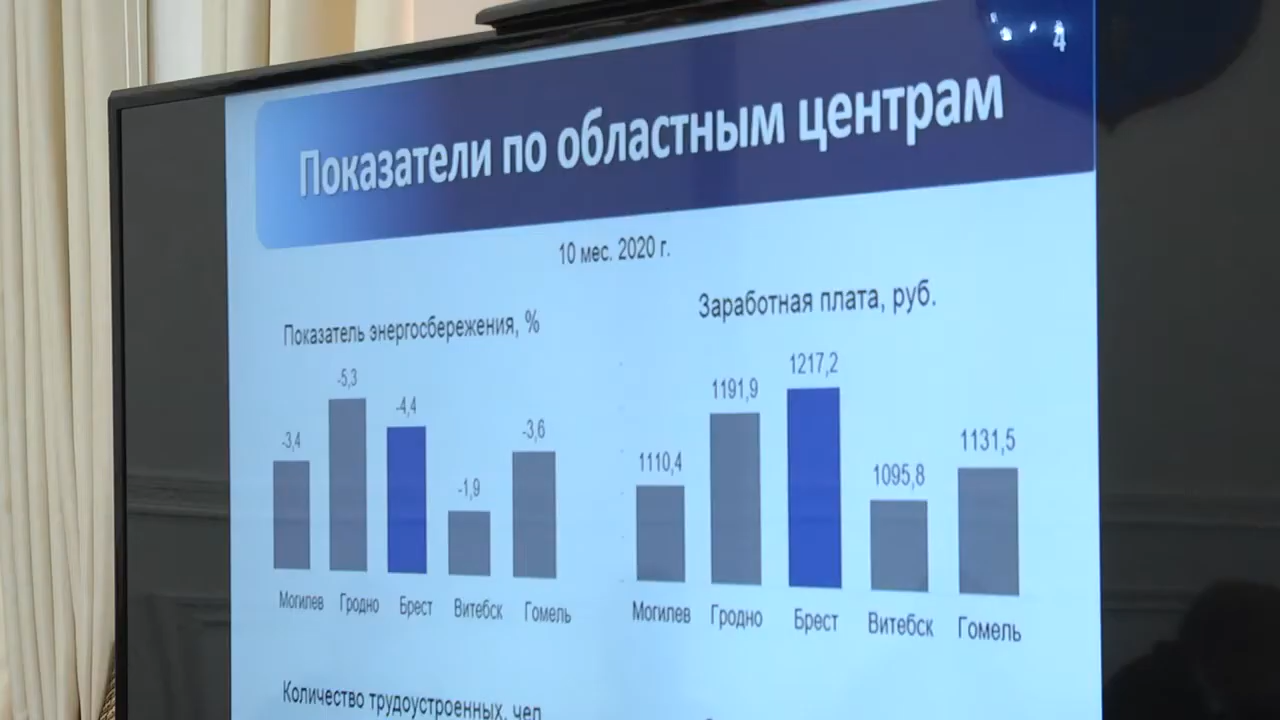 4
Показатели по областным центрам
10 мес. 2020 г.
Показатель энергосбережения, %
-3,4
-5,3
-4,4
-1,9
-3,6
Могилев
Гродно
Брест
Витебск
Гомель
Заработная плата, руб.
1110,4
1191,9
1217,2
1095,8
1131,5
Могилев
Гродно
Брест
Витебск
Гомель
Количество трудоустроенных, чел